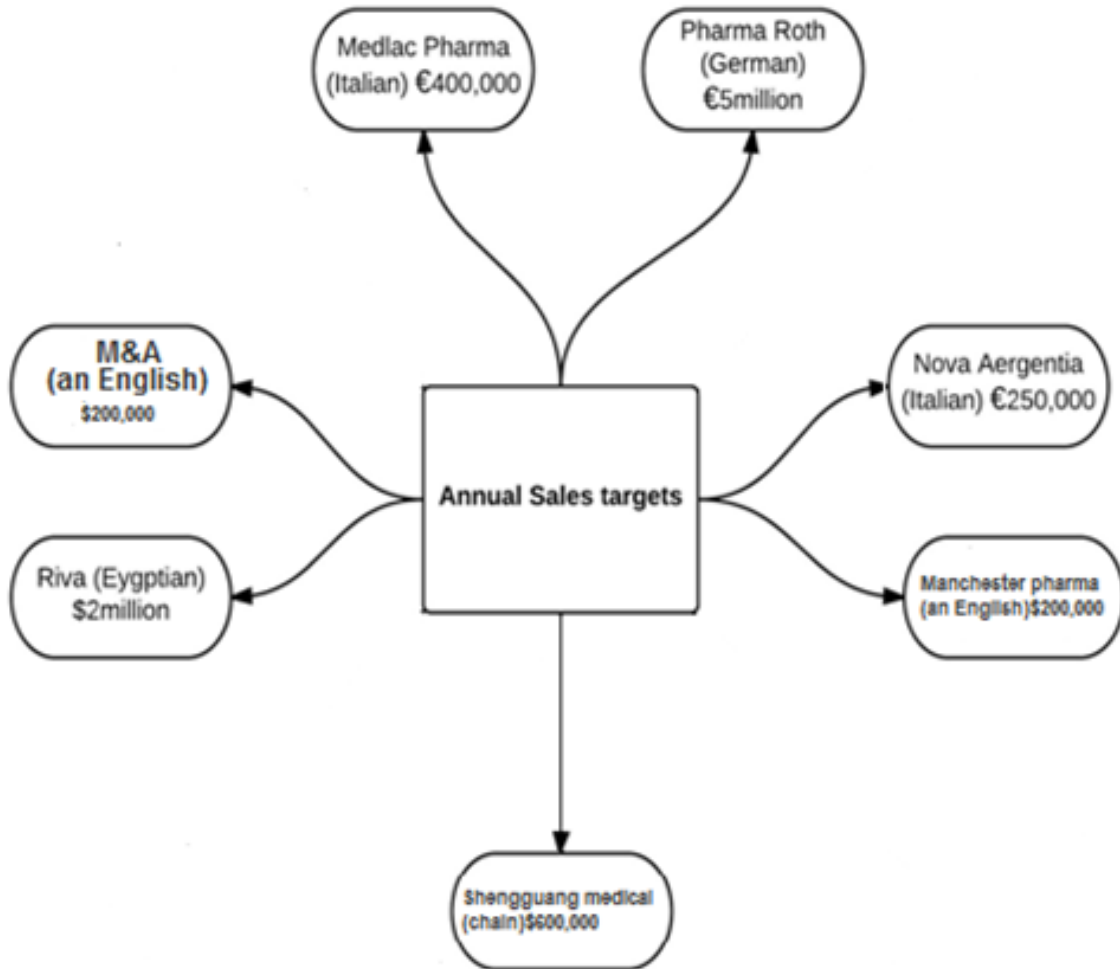 Medlac Pharma
(Italian) €400,000
Pharma Roth
(German)
€5million
M&A
(an English)
$200,000
Nova Aergentia
(Italian) €250,000
Annual Sales targets
Riva (Eygptian)
$2million
Manchester pharma
(an English)$200,000
Shengguang medical
(chain)$600,000